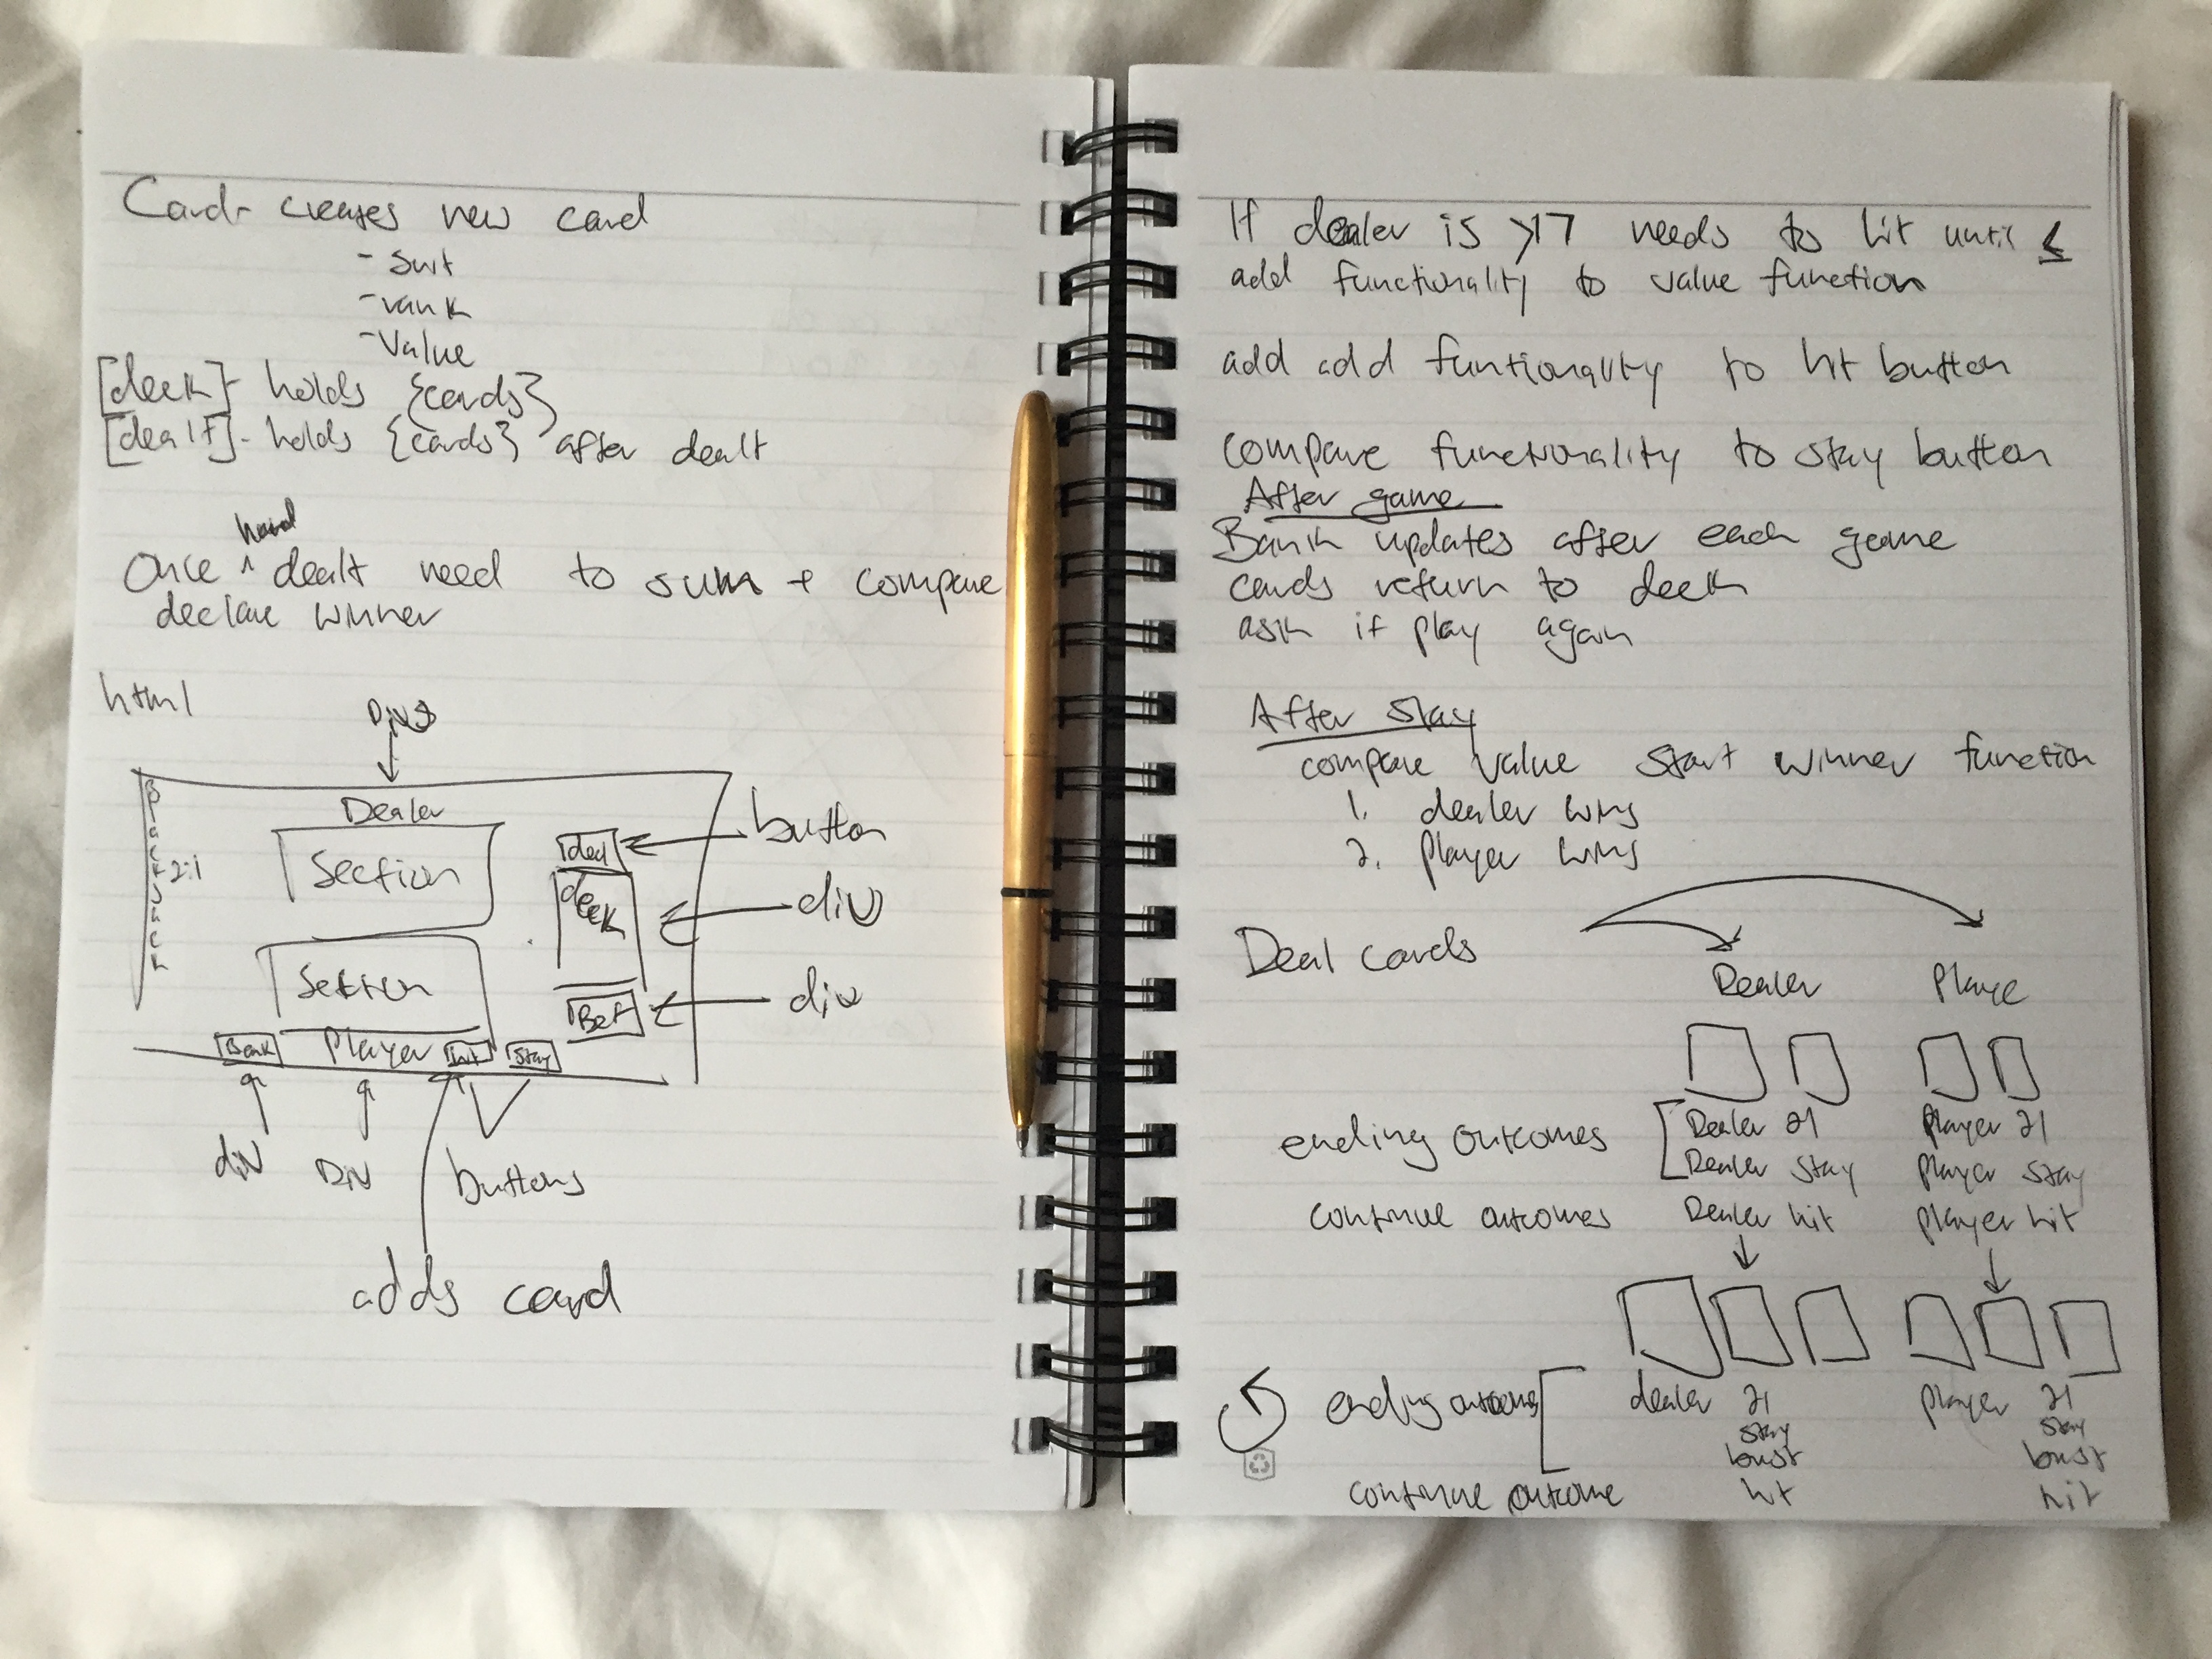 Card - creates new card
- suit
- rank
- value
[deck] - holds {cards}
[dealt] - holds {cards} after dealt
Once ^ hand dealt need to sum + compare
declare winner
html
Divs
Dealer
Section
deal
button
deck
div
Section
Bet
div
2:1
Bank
Player
hit
stay
div
Div
buttons
adds card
If dealer is >17 needs to hit until ≤
add functionality to value function
add add funtionality to hit button
compare functionality to stay button
After game
Bank updates after each game
cards return to deck
ask if play again
After stay
compare value start winner function
1. dealer wins
2. player wins
Deal cards
Dealer
Playe
ending outcomes
Dealer 21
player 21
Dealer stay
player stay
continue outcomes
Dealer hit
player hit
ending outcomes
dealer
21
stay
bust
hit
player
21
stay
bust
hit
continue outcome